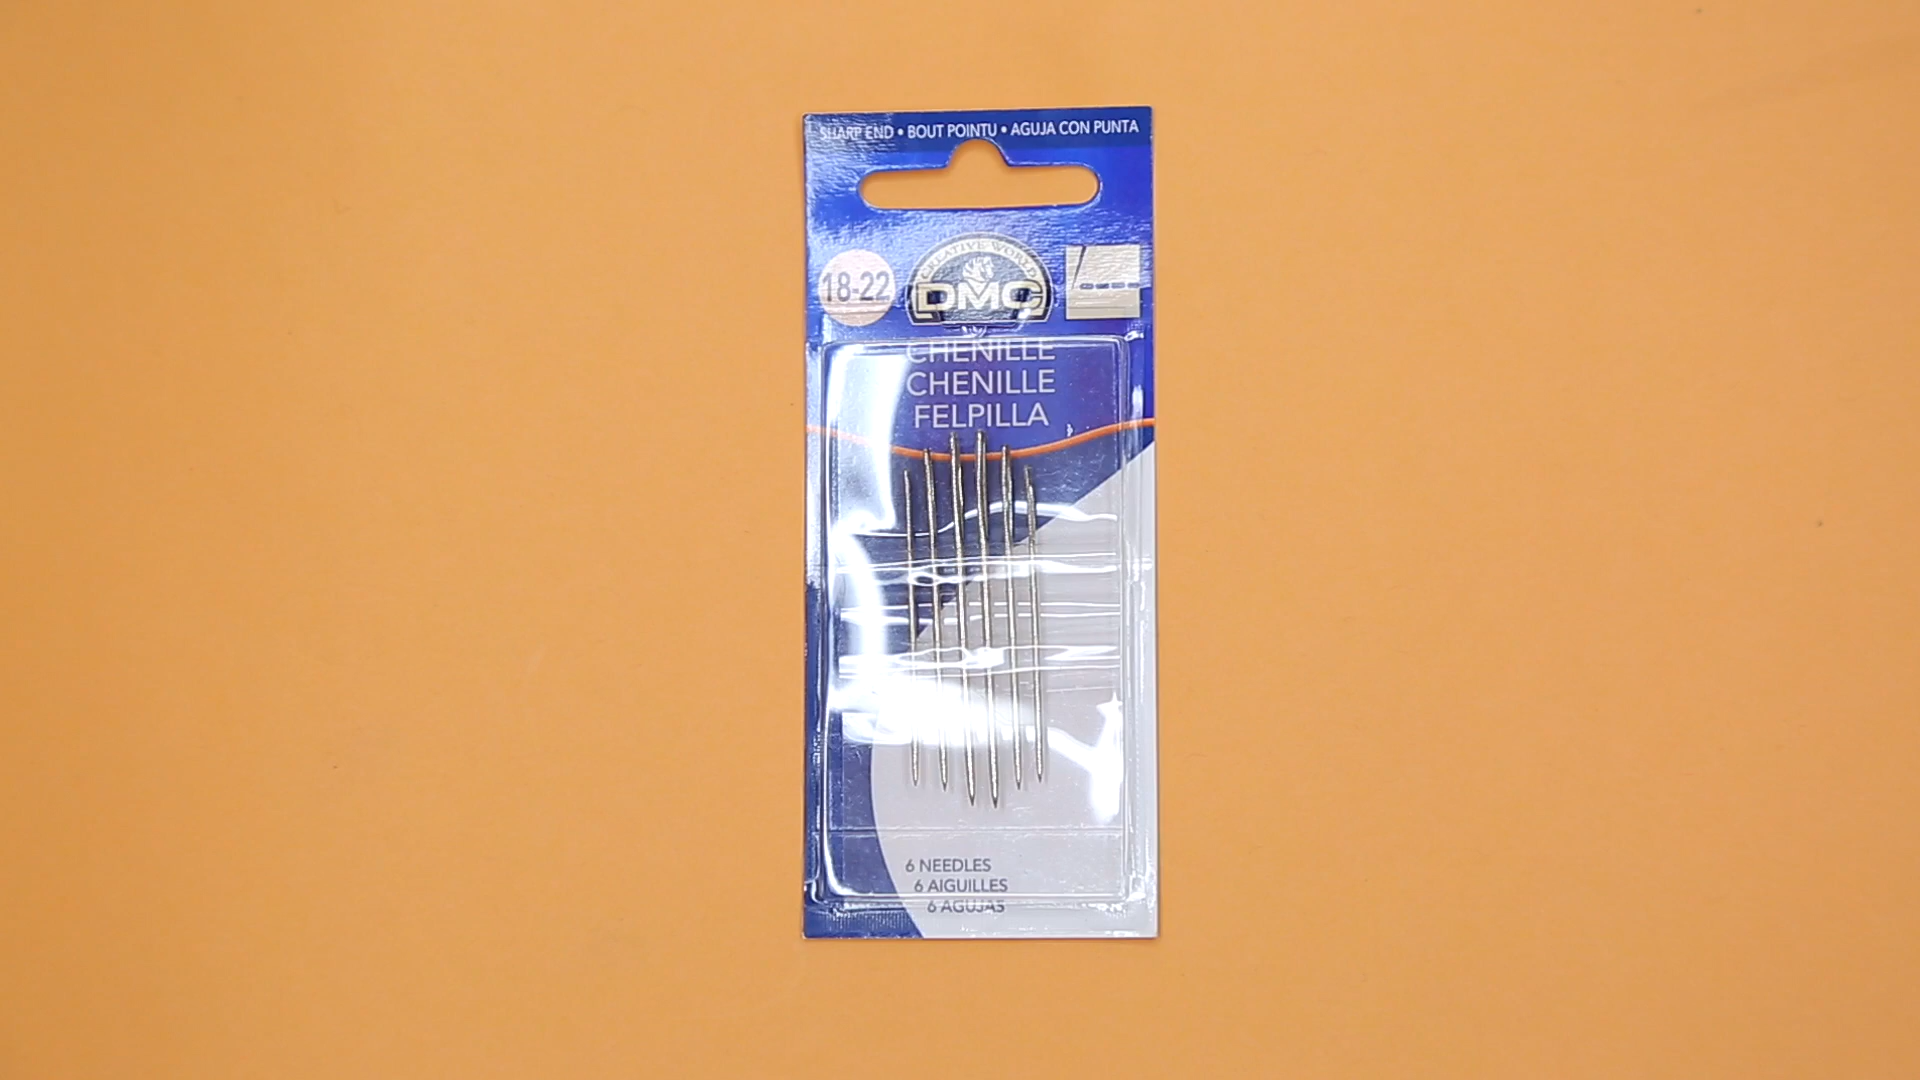 SHARP END • BOUT POINTU • AGUJA CON PUNTA
CREATIVE WORLD
18-22
DMC
CHENILLE
CHENILLE
FELPILLA
6 NEEDLES
6 AIGUILLES
6 AGUJAS